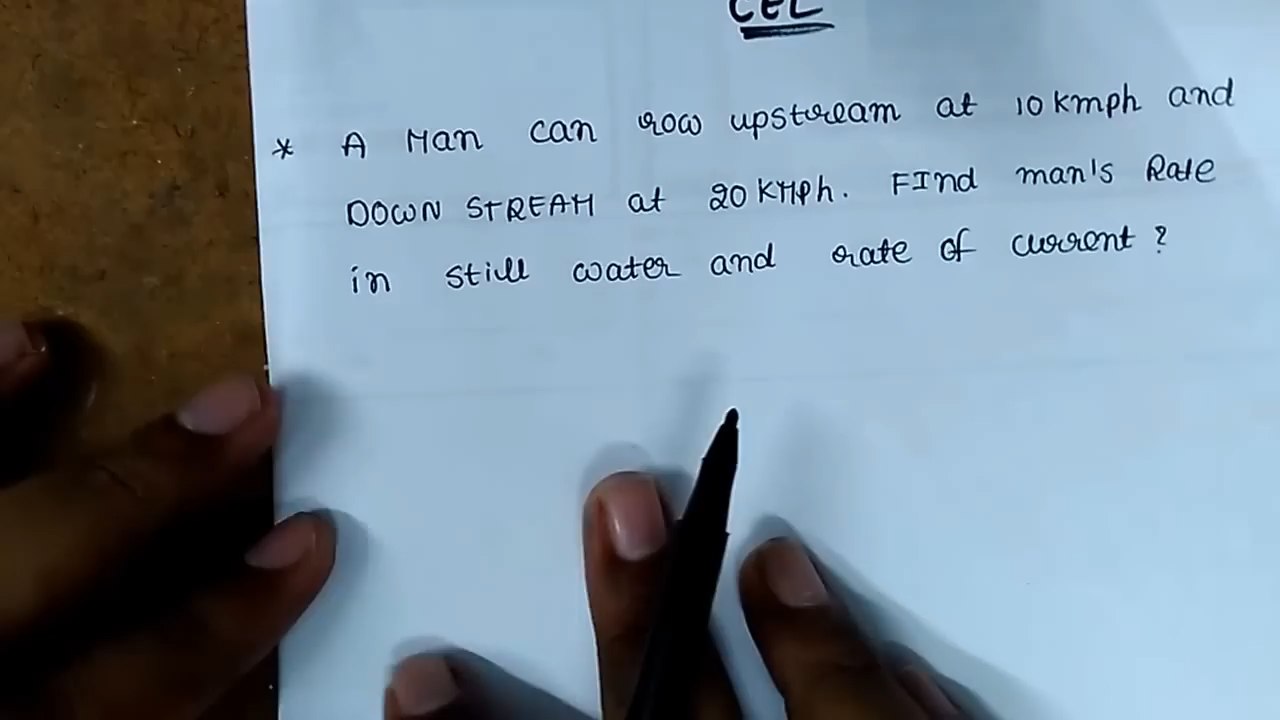 CEL
* A Man can row upstream at 10 kmph and
DOWN STREAM at 20 KMPh. FInd man's Rate
in still water and rate of current ?